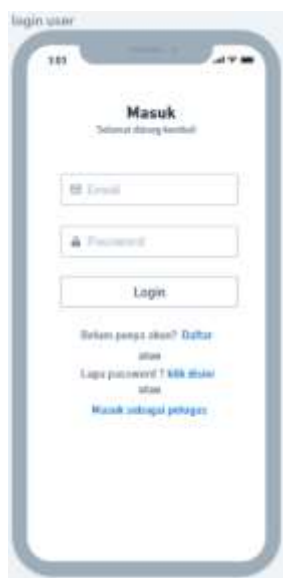 login user
Masuk
Selamat datang kembali
Email
Password
Login
Belum punya akun? Daftar
atau
Lupa password ? klik disini
atau
Masuk sebagai petugas